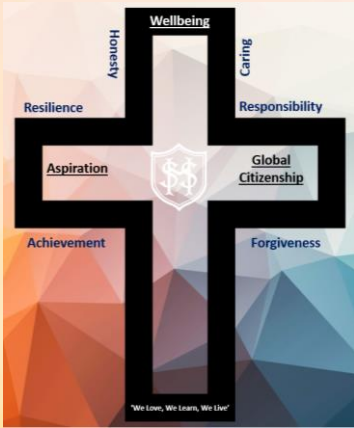 Wellbeing
Honesty
Caring
Resilience
Responsibility
Aspiration
Global
Citizenship
Achievement
Forgiveness
'We Love, We Learn, We Live'